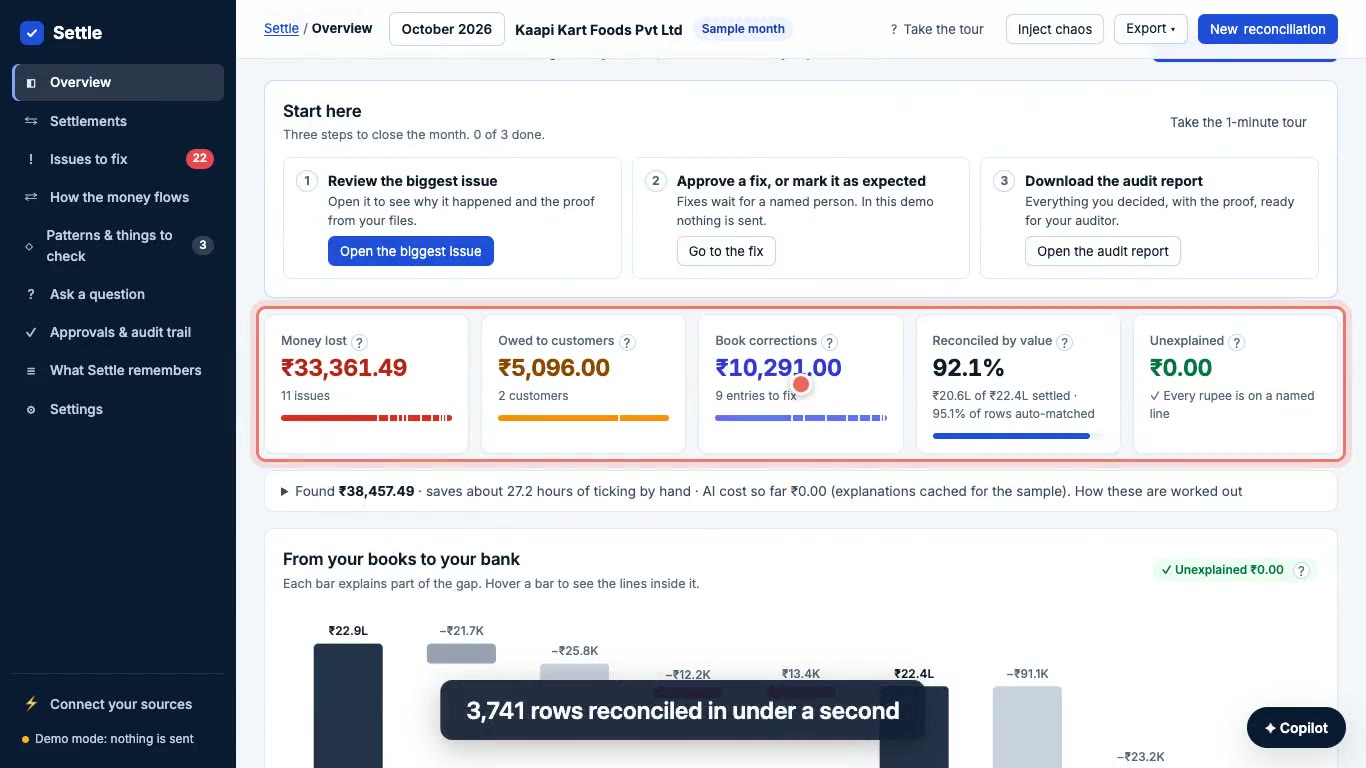 Settle
Settle / Overview
October 2026
Kaapi Kart Foods Pvt Ltd
Sample month
? Take the tour
Inject chaos
Export ▾
New reconciliation
Overview
Settlements
Issues to fix
22
How the money flows
Patterns & things to
check
3
Ask a question
Approvals & audit trail
What Settle remembers
Settings
Connect your sources
Demo mode: nothing is sent
Start here
Three steps to close the month. 0 of 3 done.
Take the 1-minute tour
1
Review the biggest issue
Open it to see why it happened and the proof
from your files.
Open the biggest issue
2
Approve a fix, or mark it as expected
Fixes wait for a named person. In this demo
nothing is sent.
Go to the fix
3
Download the audit report
Everything you decided, with the proof, ready
for your auditor.
Open the audit report
Money lost ?
₹33,361.49
11 issues
Owed to customers ?
₹5,096.00
2 customers
Book corrections ?
₹10,291.00
9 entries to fix
Reconciled by value ?
92.1%
₹20.6L of ₹22.4L settled ·
95.1% of rows auto-matched
Unexplained ?
₹0.00
✓ Every rupee is on a named
line
▶ Found ₹38,457.49 · saves about 27.2 hours of ticking by hand · AI cost so far ₹0.00 (explanations cached for the sample). How these are worked out
From your books to your bank
Each bar explains part of the gap. Hover a bar to see the lines inside it.
✓ Unexplained ₹0.00 ?
₹22.9L
−₹21.7K
−₹25.8K
−₹12.2K
₹13.4K
₹22.4L
−₹91.1K
−₹23.2K
3,741 rows reconciled in under a second
✦ Copilot